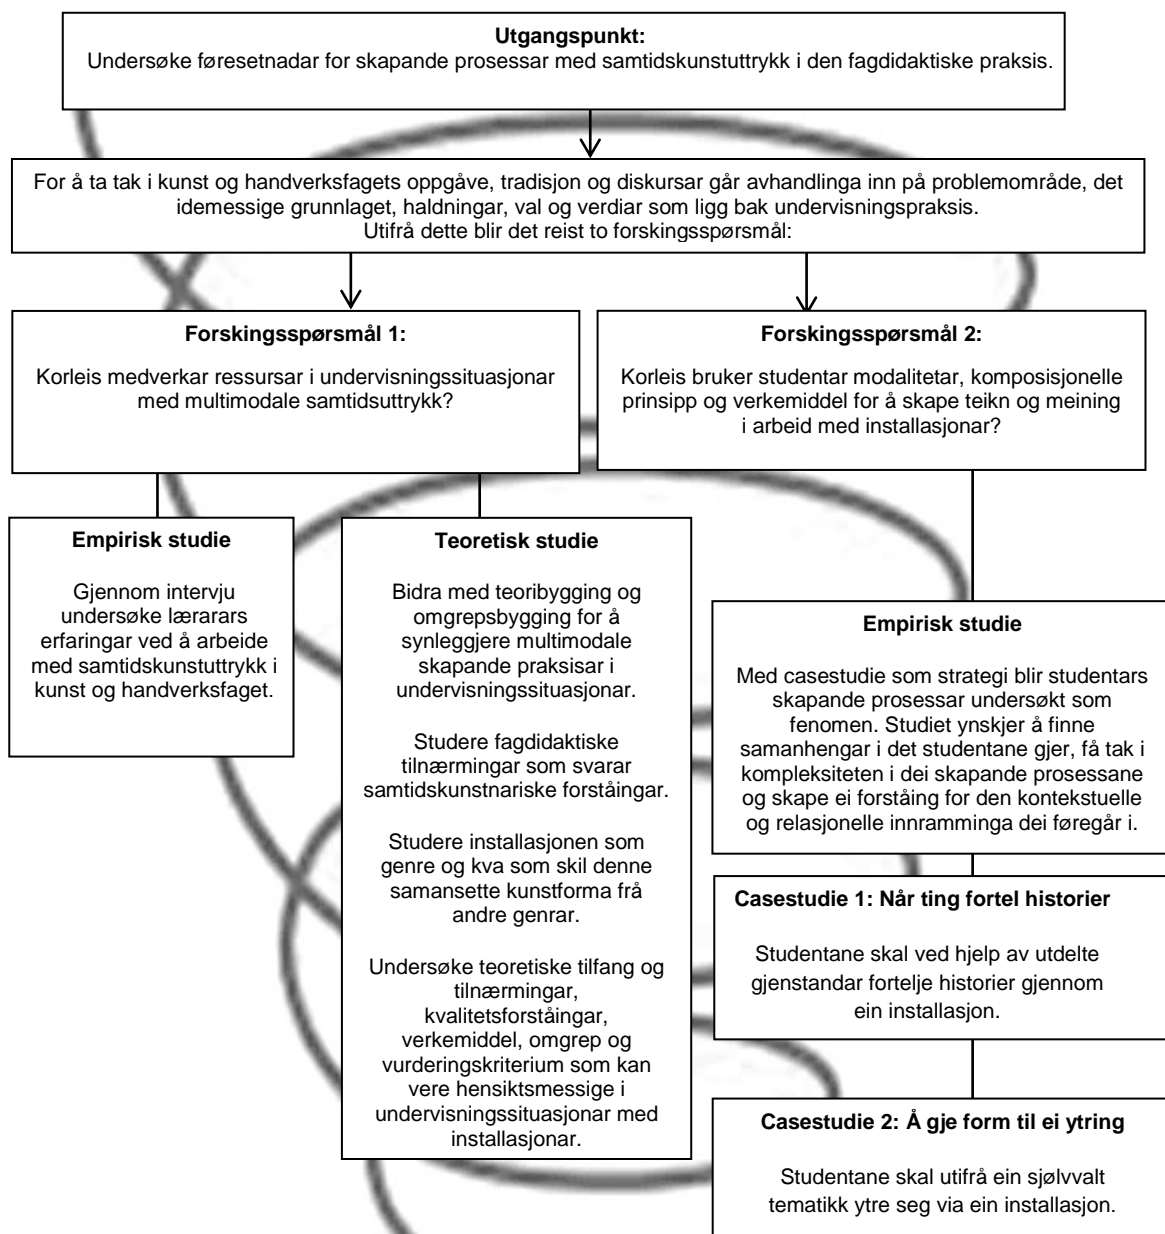 Utgangspunkt:
Undersøke føresetnadar for skapande prosessar med samtidskunstuttrykk i den fagdidaktiske praksis.
For å ta tak i kunst og handverksfagets oppgåve, tradisjon og diskursar går avhandlinga inn på problemområde, det
idemessige grunnlaget, haldningar, val og verdiar som ligg bak undervisningspraksis.
Utifrå dette blir det reist to forskingsspørsmål:
Forskingsspørsmål 1:
Korleis medverkar ressursar i undervisningssituasjonar
med multimodale samtidsuttrykk?
Forskingsspørsmål 2:
Korleis bruker studentar modalitetar, komposisjonelle
prinsipp og verkemiddel for å skape teikn og meining
i arbeid med installasjonar?
Empirisk studie
Gjennom intervju
undersøke lærarars
erfaringar ved å arbeide
med samtidskunstuttrykk i
kunst og handverksfaget.
Teoretisk studie
Bidra med teoribygging og
omgrepsbygging for å
synleggjere multimodale
skapande praksisar i
undervisningssituasjonar.
Studere fagdidaktiske
tilnærmingar som svarar
samtidskunstnariske forståingar.
Studere installasjonen som
genre og kva som skil denne
samansette kunstforma frå
andre genrar.
Undersøke teoretiske tilfang og
tilnærmingar,
kvalitetsforståingar,
verkemiddel, omgrep og
vurderingskriterium som kan
vere hensiktsmessige i
undervisningssituasjonar med
installasjonar.
Empirisk studie
Med casestudie som strategi blir studentars
skapande prosessar undersøkt som
fenomen. Studiet ynskjer å finne
samanhengar i det studentane gjer, få tak i
kompleksiteten i dei skapande prosessane
og skape ei forståing for den kontekstuelle
og relasjonelle innramminga dei føregår i.
Casestudie 1: Når ting fortel historier
Studentane skal ved hjelp av utdelte
gjenstandar fortelje historier gjennom
ein installasjon.
Casestudie 2: Å gje form til ei ytring
Studentane skal utifrå ein sjølvvalt
tematikk ytre seg via ein installasjon.